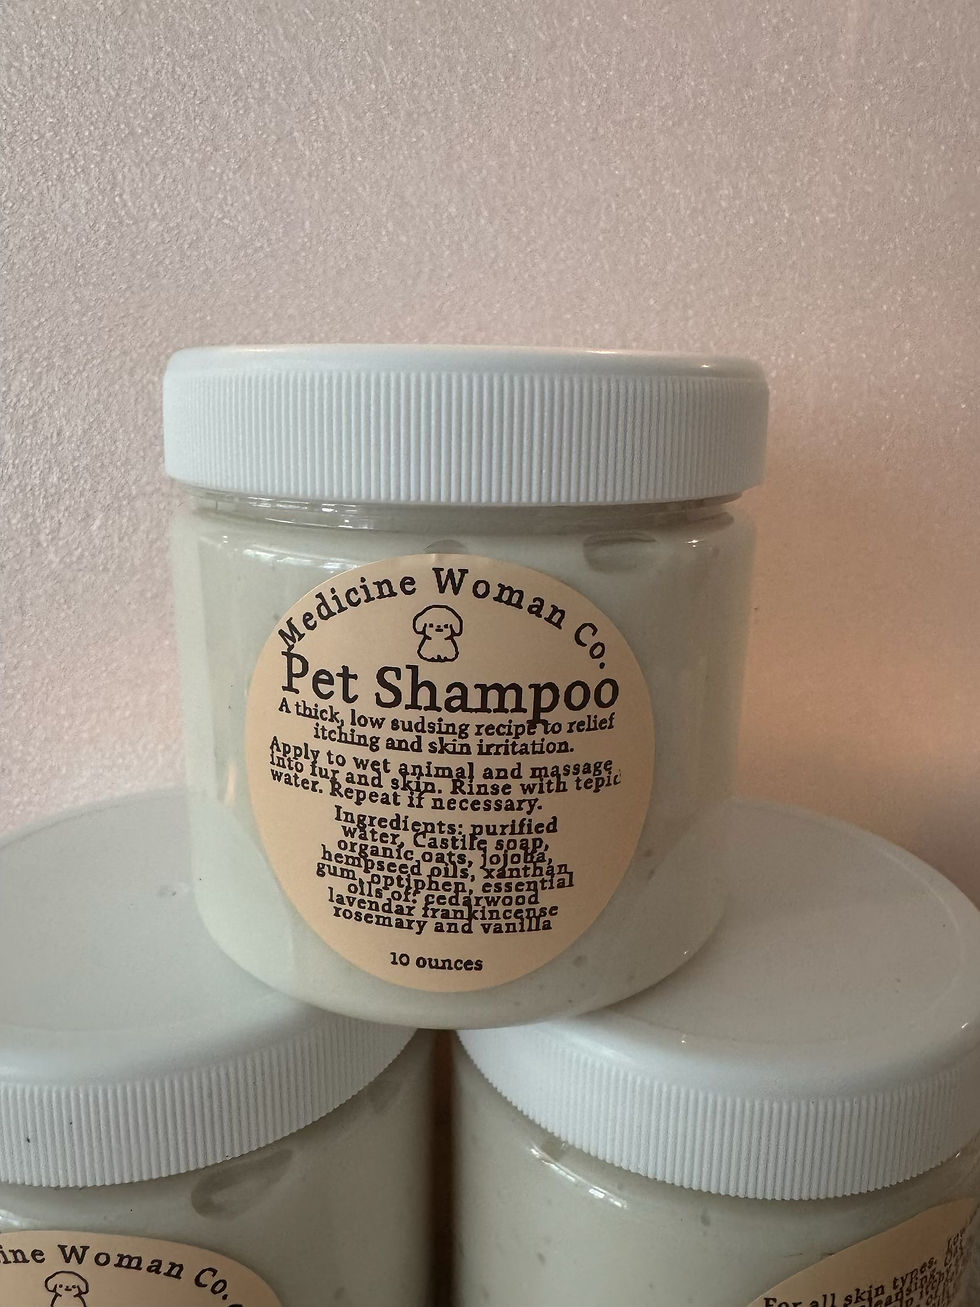 Medicine Woman Co.
Pet Shampoo
A thick, low sudsing recipe to relief
itching and skin irritation.
Apply to wet animal and massage
into fur and skin. Rinse with tepid
water. Repeat if necessary.
Ingredients: purified
water, Castile soap,
organic oats, jojoba,
hempseed oils, xanthan
gum, optiphen, essential
oils of: cedarwood
lavendar frankincense
rosemary and vanilla
10 ounces
ine Woman Co.
For all skin types.